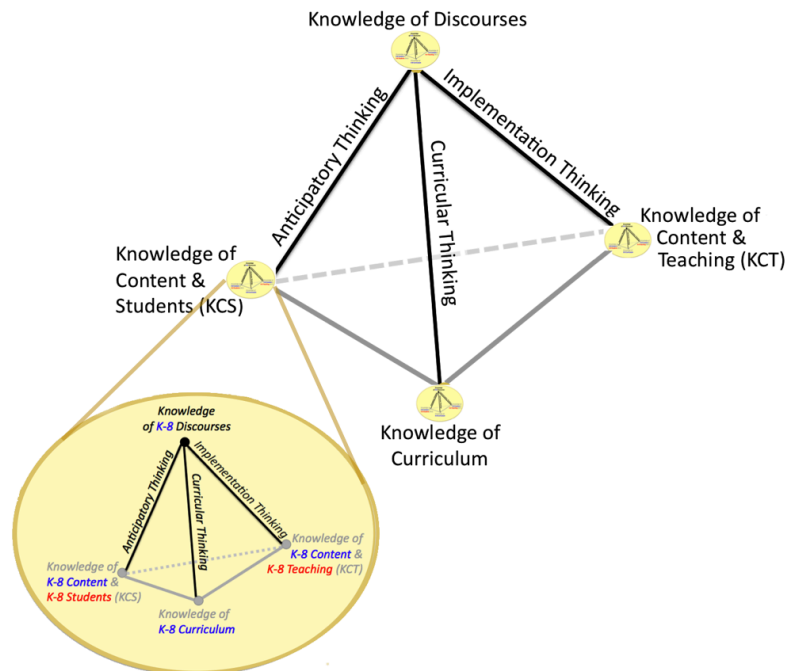 Knowledge of Discourses
Anticipatory Thinking
Curricular Thinking
Implementation Thinking
Knowledge of
Content &
Students (KCS)
Knowledge of
Content &
Teaching (KCT)
Knowledge of
Curriculum
Knowledge
of K-8 Discourses
Anticipatory Thinking
Curricular Thinking
Implementation Thinking
Knowledge of
K-8 Content &
K-8 Students (KCS)
Knowledge of
K-8 Content &
K-8 Teaching (KCT)
Knowledge of
K-8 Curriculum